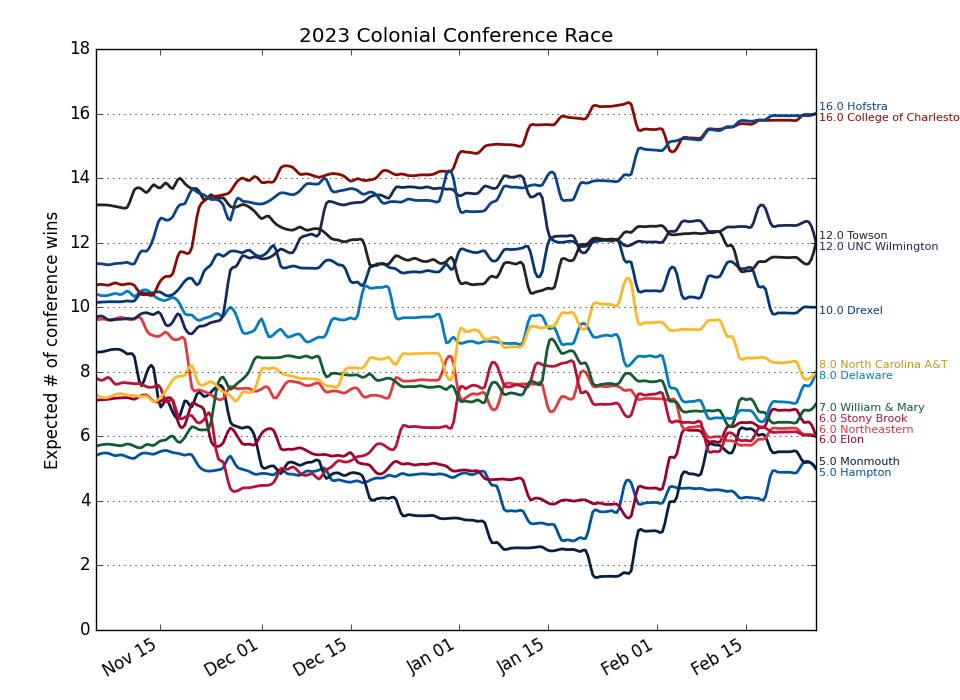 2023 Colonial Conference Race
Expected # of conference wins
18
16
14
12
10
8
6
4
2
0
Nov 15
Dec 01
Dec 15
Jan 01
Jan 15
Feb 01
Feb 15
16.0 Hofstra
16.0 College of Charlesto
12.0 Towson
12.0 UNC Wilmington
10.0 Drexel
8.0 North Carolina A&T
8.0 Delaware
7.0 William & Mary
6.0 Stony Brook
6.0 Northeastern
6.0 Elon
5.0 Monmouth
5.0 Hampton